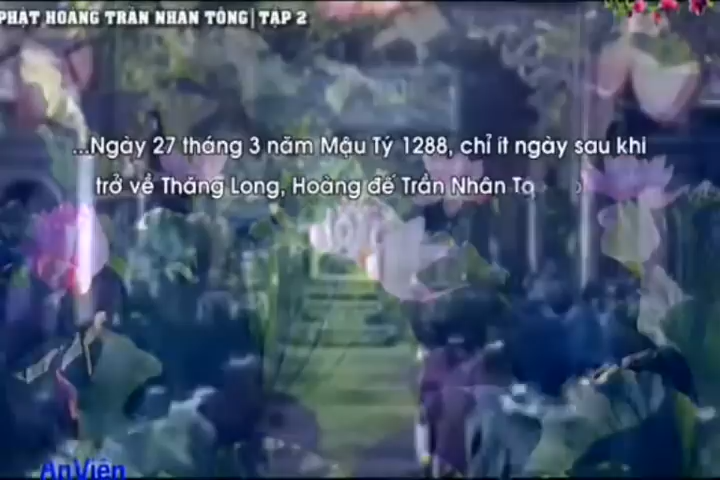 PHẬT HOÀNG TRẦN NHÂN TÔNG | TẬP 2
...Ngày 27 tháng 3 năm Mậu Tý 1288, chỉ ít ngày sau khi
trở về Thăng Long, Hoàng đế Trần Nhân
AnViên